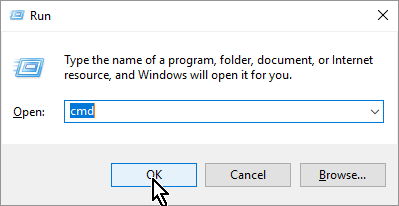 Run
Type the name of a program, folder, document, or Internet
resource, and Windows will open it for you.
Open: cmd
OK Cancel Browse...